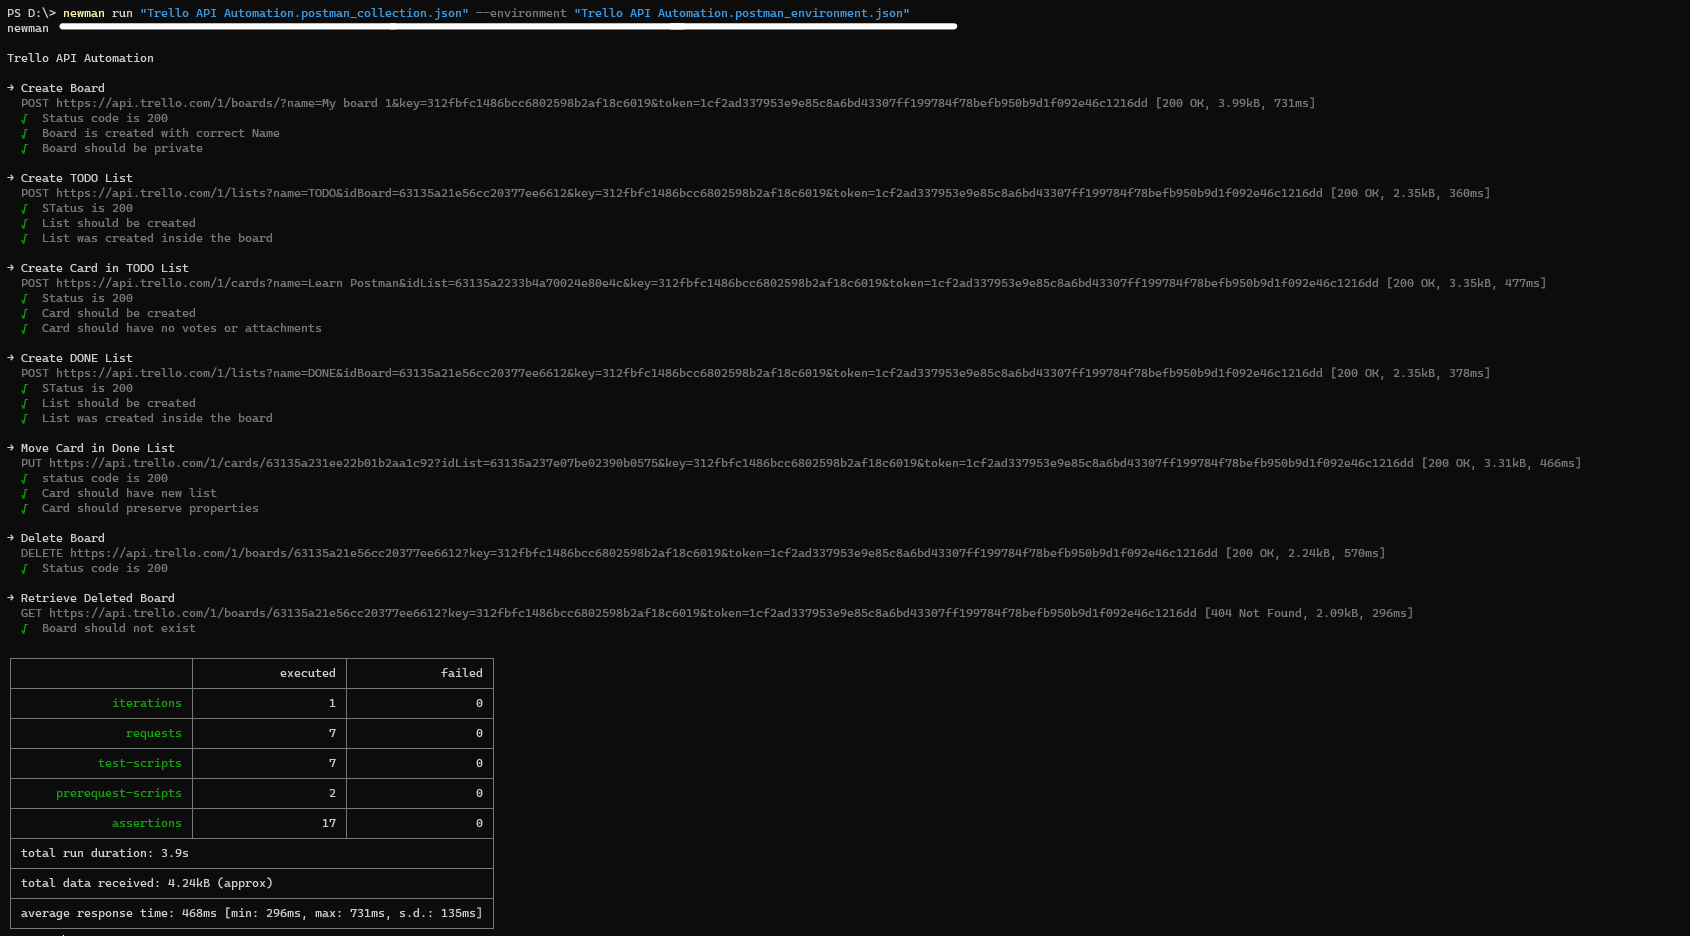 PS D:\> newman run "Trello API Automation.postman_collection.json" --environment "Trello API Automation.postman_environment.json"
newman
Trello API Automation
→ Create Board
POST https://api.trello.com/1/boards/?name=My board 1&key=312fbfc1486bcc6802598b2af18c6019&token=1cf2ad337953e9e85c8a6bd43307ff199784f78befb950b9d1f092e46c1216dd [200 OK, 3.99kB, 731ms]
√ Status code is 200
√ Board is created with correct Name
√ Board should be private
→ Create TODO List
POST https://api.trello.com/1/lists?name=TODO&idBoard=63135a21e56cc20377ee6612&key=312fbfc1486bcc6802598b2af18c6019&token=1cf2ad337953e9e85c8a6bd43307ff199784f78befb950b9d1f092e46c1216dd [200 OK, 2.35kB, 360ms]
√ STatus is 200
√ List should be created
√ List was created inside the board
→ Create Card in TODO List
POST https://api.trello.com/1/cards?name=Learn Postman&idList=63135a2233b4a70024e80e4c&key=312fbfc1486bcc6802598b2af18c6019&token=1cf2ad337953e9e85c8a6bd43307ff199784f78befb950b9d1f092e46c1216dd [200 OK, 3.35kB, 477ms]
√ Status is 200
√ Card should be created
√ Card should have no votes or attachments
→ Create DONE List
POST https://api.trello.com/1/lists?name=DONE&idBoard=63135a21e56cc20377ee6612&key=312fbfc1486bcc6802598b2af18c6019&token=1cf2ad337953e9e85c8a6bd43307ff199784f78befb950b9d1f092e46c1216dd [200 OK, 2.35kB, 378ms]
√ STatus is 200
√ List should be created
√ List was created inside the board
→ Move Card in Done List
PUT https://api.trello.com/1/cards/63135a231ee22b01b2aa1c92?idList=63135a237e07be02390b0575&key=312fbfc1486bcc6802598b2af18c6019&token=1cf2ad337953e9e85c8a6bd43307ff199784f78befb950b9d1f092e46c1216dd [200 OK, 3.31kB, 466ms]
√ status code is 200
√ Card should have new list
√ Card should preserve properties
→ Delete Board
DELETE https://api.trello.com/1/boards/63135a21e56cc20377ee6612?key=312fbfc1486bcc6802598b2af18c6019&token=1cf2ad337953e9e85c8a6bd43307ff199784f78befb950b9d1f092e46c1216dd [200 OK, 2.24kB, 570ms]
√ Status code is 200
→ Retrieve Deleted Board
GET https://api.trello.com/1/boards/63135a21e56cc20377ee6612?key=312fbfc1486bcc6802598b2af18c6019&token=1cf2ad337953e9e85c8a6bd43307ff199784f78befb950b9d1f092e46c1216dd [404 Not Found, 2.09kB, 296ms]
√ Board should not exist
executed failed
iterations 1 0
requests 7 0
test-scripts 7 0
prerequest-scripts 2 0
assertions 17 0
total run duration: 3.9s
total data received: 4.24kB (approx)
average response time: 468ms [min: 296ms, max: 731ms, s.d.: 135ms]